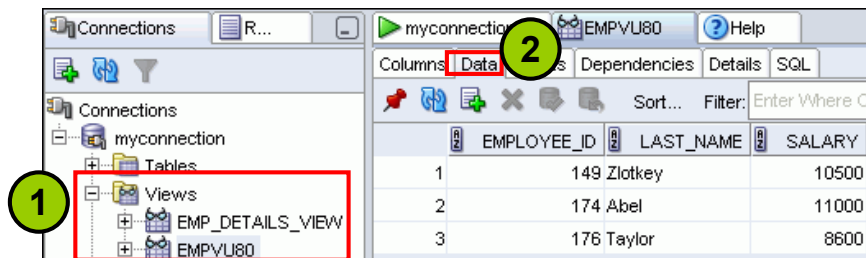 Connections R...
myconnectio EMPVU80 Help
2
Columns Data Dependencies Details SQL
Sort... Filter: Enter Where C
Connections
myconnection
Tables
1
Views
EMP_DETAILS_VIEW
EMPVU80
EMPLOYEE_ID LAST_NAME SALARY
1 149 Zlotkey 10500
2 174 Abel 11000
3 176 Taylor 8600